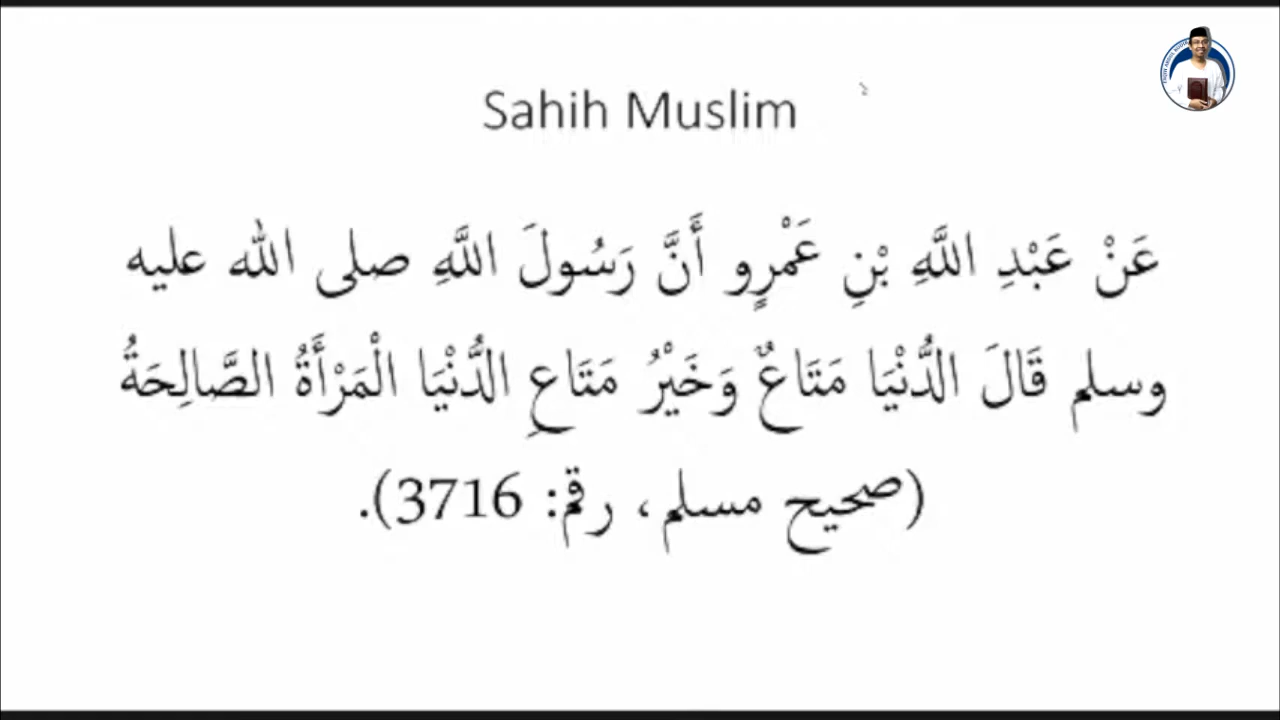 Sahih Muslim
عَنْ عَبْدِ اللَّهِ بْنِ عَمْرٍو أَنَّ رَسُولَ اللَّهِ صلى الله عليه
وسلم قَالَ الدُّنْيَا مَتَاعٌ وَخَيْرُ مَتَاعِ الدُّنْيَا الْمَرْأَةُ الصَّالِحَةُ
(صحيح مسلم، رقم: 3716).